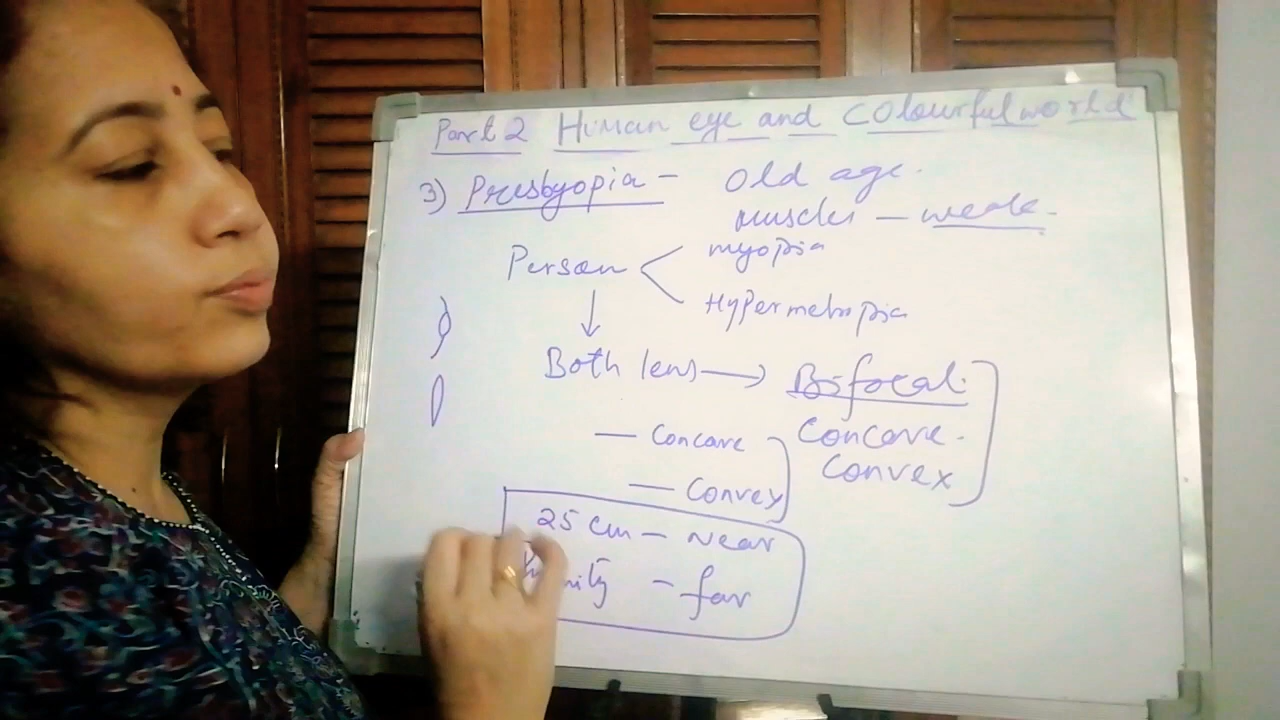 Part 2 Human eye and Colourful world
3) Presbyopia - Old age.
Muscles - weak.
Person < myopia
Hypermetropia
Both lens → Bifocal.
— Concave
Concave.
Convex
— Convex
25 cm - Near
- far